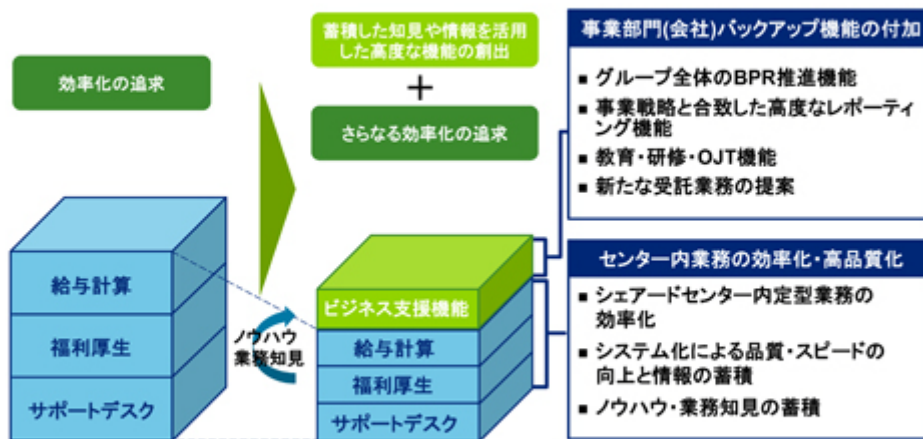 効率化の追求
給与計算
福利厚生
サポートデスク
蓄積した知見や情報を活用
した高度な機能の創出
+
さらなる効率化の追求
ノウハウ
業務知見
ビジネス支援機能
給与計算
福利厚生
サポートデスク
事業部門(会社)バックアップ機能の付加
■ グループ全体のBPR推進機能
■ 事業戦略と合致した高度なレポーティ
ング機能
■ 教育・研修・OJT機能
■ 新たな受託業務の提案
センター内業務の効率化・高品質化
■ シェアードセンター内定型業務の
効率化
■ システム化による品質・スピードの
向上と情報の蓄積
■ ノウハウ・業務知見の蓄積